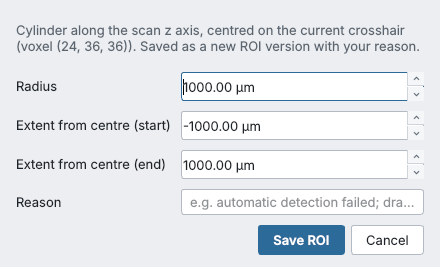 Cylinder along the scan z axis, centred on the current crosshair
(voxel (24, 36, 36)). Saved as a new ROI version with your reason.
Radius 1000.00 µm
Extent from centre (start) -1000.00 µm
Extent from centre (end) 1000.00 µm
Reason e.g. automatic detection failed; dra...
Save ROI Cancel